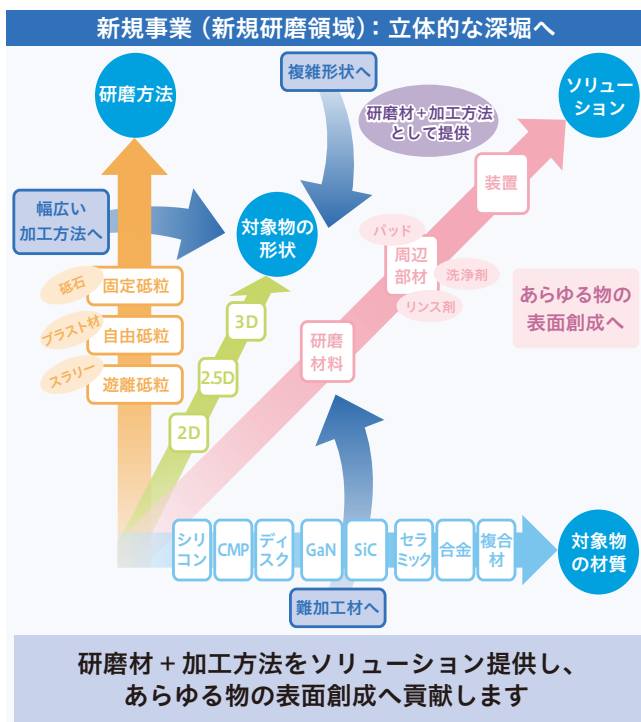 新規事業（新規研磨領域）：立体的な深堀へ
研磨方法
複雑形状へ
研磨材＋加工方法
として提供
ソリュー
ション
幅広い
加工方法へ
対象物の
形状
装置
パッド
周辺
部材
洗浄剤
リンス剤
あらゆる物の
表面創成へ
砥石
固定砥粒
ブラスト材
自由砥粒
スラリー
遊離砥粒
3D
2.5D
2D
研磨
材料
シリ
コン
CMP
ディ
スク
GaN
SiC
セラ
ミック
合金
複合
材
対象物
の材質
難加工材へ
研磨材＋加工方法をソリューション提供し、
あらゆる物の表面創成へ貢献します